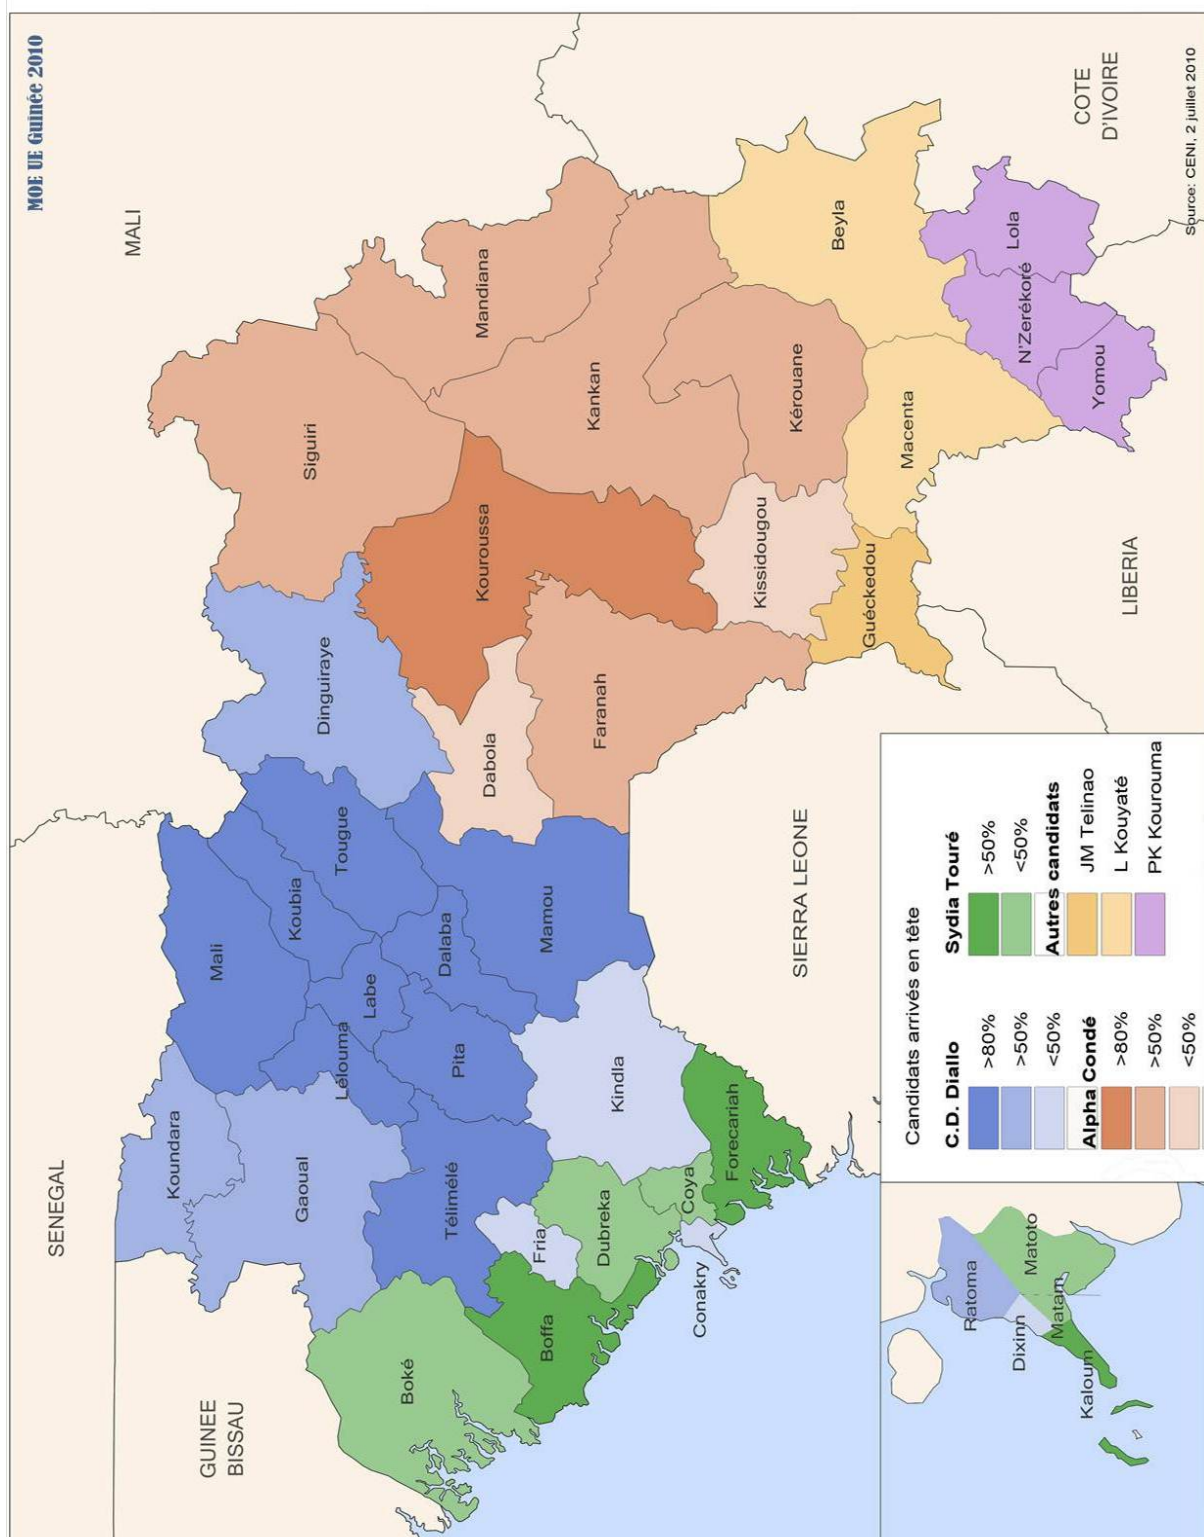 MOE UE Guinée 2010
SENEGAL
MALI
GUINEE
BISSAU
Koundara
Gaoual
Mali
Koubia
Tougue
Lélouma
Labe
Dinguiraye
Siguiri
Mandiana
Boké
Télimélé
Pita
Dalaba
Mamou
Dabola
Kouroussa
Kankan
Boffa
Fria
Dubreka
Kindla
Faranah
Conakry
Coya
Forecariah
Kissidougou
Kérouane
Beyla
Guéckedou
Macenta
SIERRA LEONE
LIBERIA
COTE
D'IVOIRE
Lola
N'Zerékoré
Yomou
Ratoma
Dixinn
Matoto
Matam
Kaloum
Candidats arrivés en tête
C.D. Diallo
>80%
>50%
<50%
Alpha Condé
>80%
>50%
<50%
Sydia Touré
>50%
<50%
Autres candidats
JM Telinao
L Kouyaté
PK Kourouma
Source: CENI, 2 juillet 2010